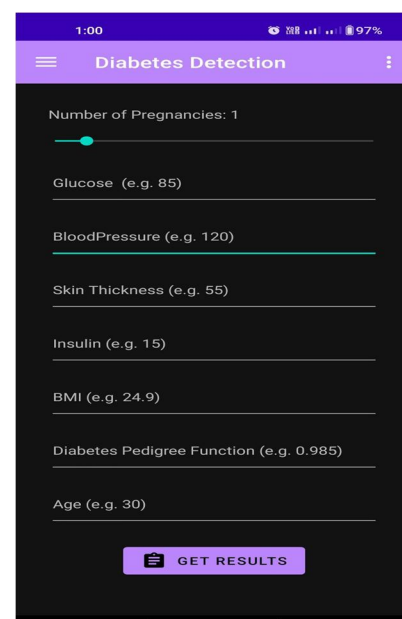 1:00 97%
Diabetes Detection
Number of Pregnancies: 1
Glucose (e.g. 85)
BloodPressure (e.g. 120)
Skin Thickness (e.g. 55)
Insulin (e.g. 15)
BMI (e.g. 24.9)
Diabetes Pedigree Function (e.g. 0.985)
Age (e.g. 30)
GET RESULTS